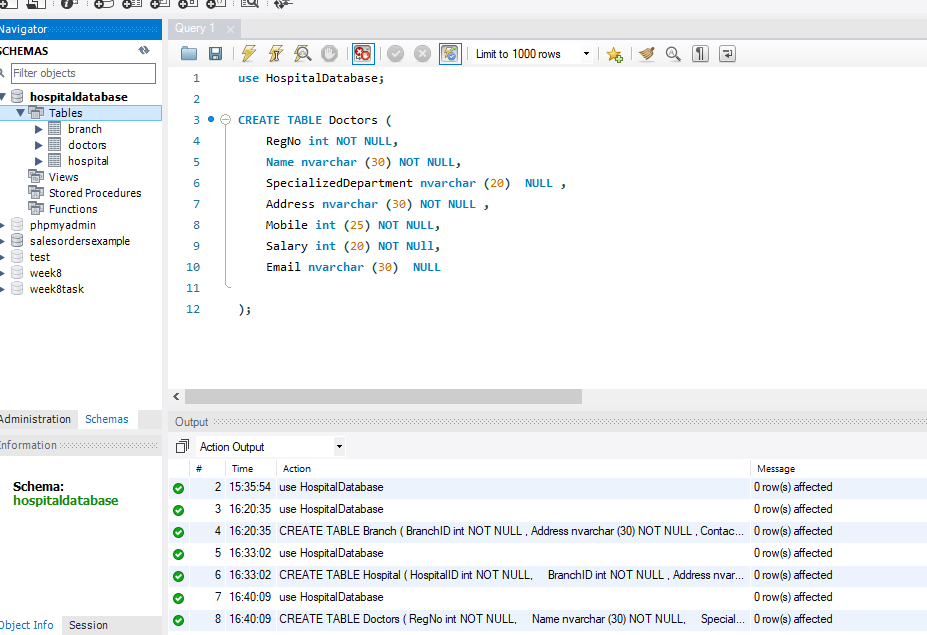 Navigator
SCHEMAS
Filter objects
hospitaldatabase
Tables
branch
doctors
hospital
Views
Stored Procedures
Functions
phpmyadmin
salesordersexample
test
week8
week8task
Administration Schemas
Information
Schema:
hospitaldatabase
Object Info Session
Query 1
Limit to 1000 rows
1 use HospitalDatabase;
2
3 CREATE TABLE Doctors (
4 RegNo int NOT NULL,
5 Name nvarchar (30) NOT NULL,
6 SpecializedDepartment nvarchar (20) NULL ,
7 Address nvarchar (30) NOT NULL ,
8 Mobile int (25) NOT NULL,
9 Salary int (20) NOT NUll,
10 Email nvarchar (30) NULL
11
12 );
Output
Action Output
# Time Action Message
2 15:35:54 use HospitalDatabase 0 row(s) affected
3 16:20:35 use HospitalDatabase 0 row(s) affected
4 16:20:35 CREATE TABLE Branch ( BranchID int NOT NULL , Address nvarchar (30) NOT NULL , Contac... 0 row(s) affected
5 16:33:02 use HospitalDatabase 0 row(s) affected
6 16:33:02 CREATE TABLE Hospital ( HospitalID int NOT NULL, BranchID int NOT NULL , Address nvar... 0 row(s) affected
7 16:40:09 use HospitalDatabase 0 row(s) affected
8 16:40:09 CREATE TABLE Doctors ( RegNo int NOT NULL, Name nvarchar (30) NOT NULL, Special... 0 row(s) affected